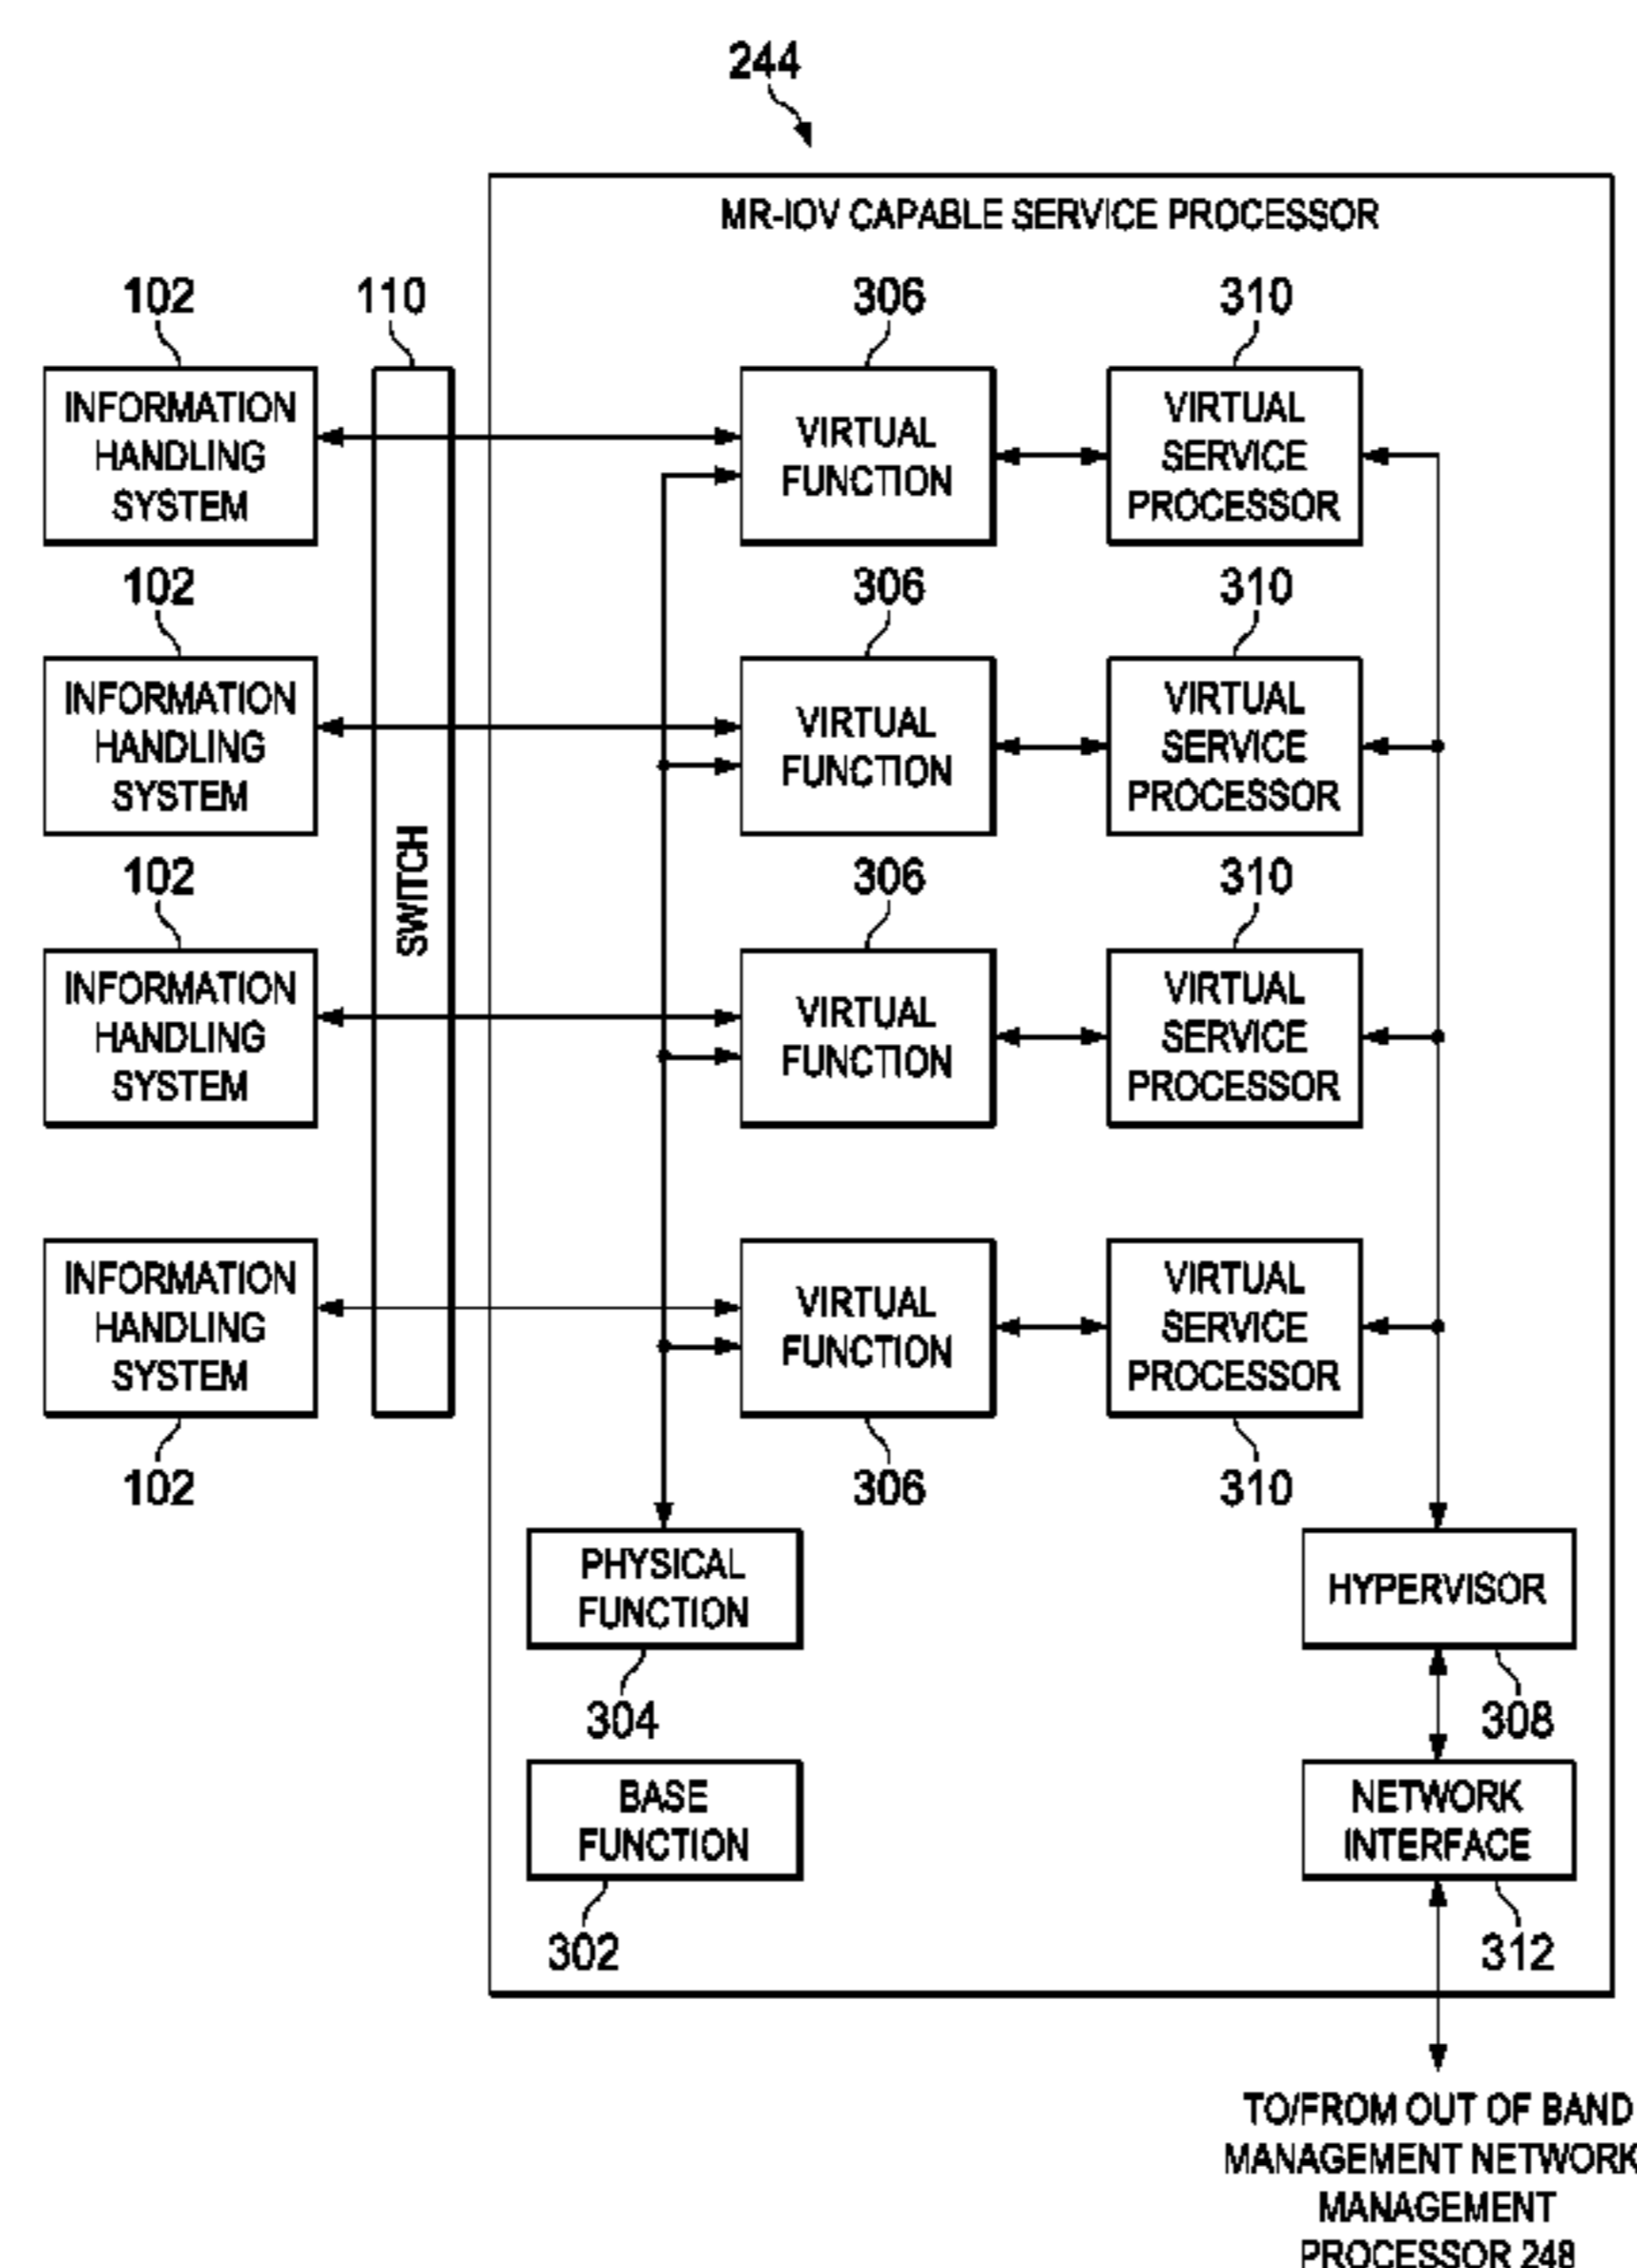 244
MR-IOV CAPABLE SERVICE PROCESSOR
102
110
306
310
INFORMATION
HANDLING
SYSTEM
VIRTUAL
FUNCTION
VIRTUAL
SERVICE
PROCESSOR
102
306
310
INFORMATION
HANDLING
SYSTEM
VIRTUAL
FUNCTION
VIRTUAL
SERVICE
PROCESSOR
SWITCH
102
306
310
INFORMATION
HANDLING
SYSTEM
VIRTUAL
FUNCTION
VIRTUAL
SERVICE
PROCESSOR
INFORMATION
HANDLING
SYSTEM
VIRTUAL
FUNCTION
VIRTUAL
SERVICE
PROCESSOR
102
306
310
PHYSICAL
FUNCTION
HYPERVISOR
304
308
BASE
FUNCTION
NETWORK
INTERFACE
302
312
TO/FROM OUT OF BAND
MANAGEMENT NETWORK
MANAGEMENT
PROCESSOR 248